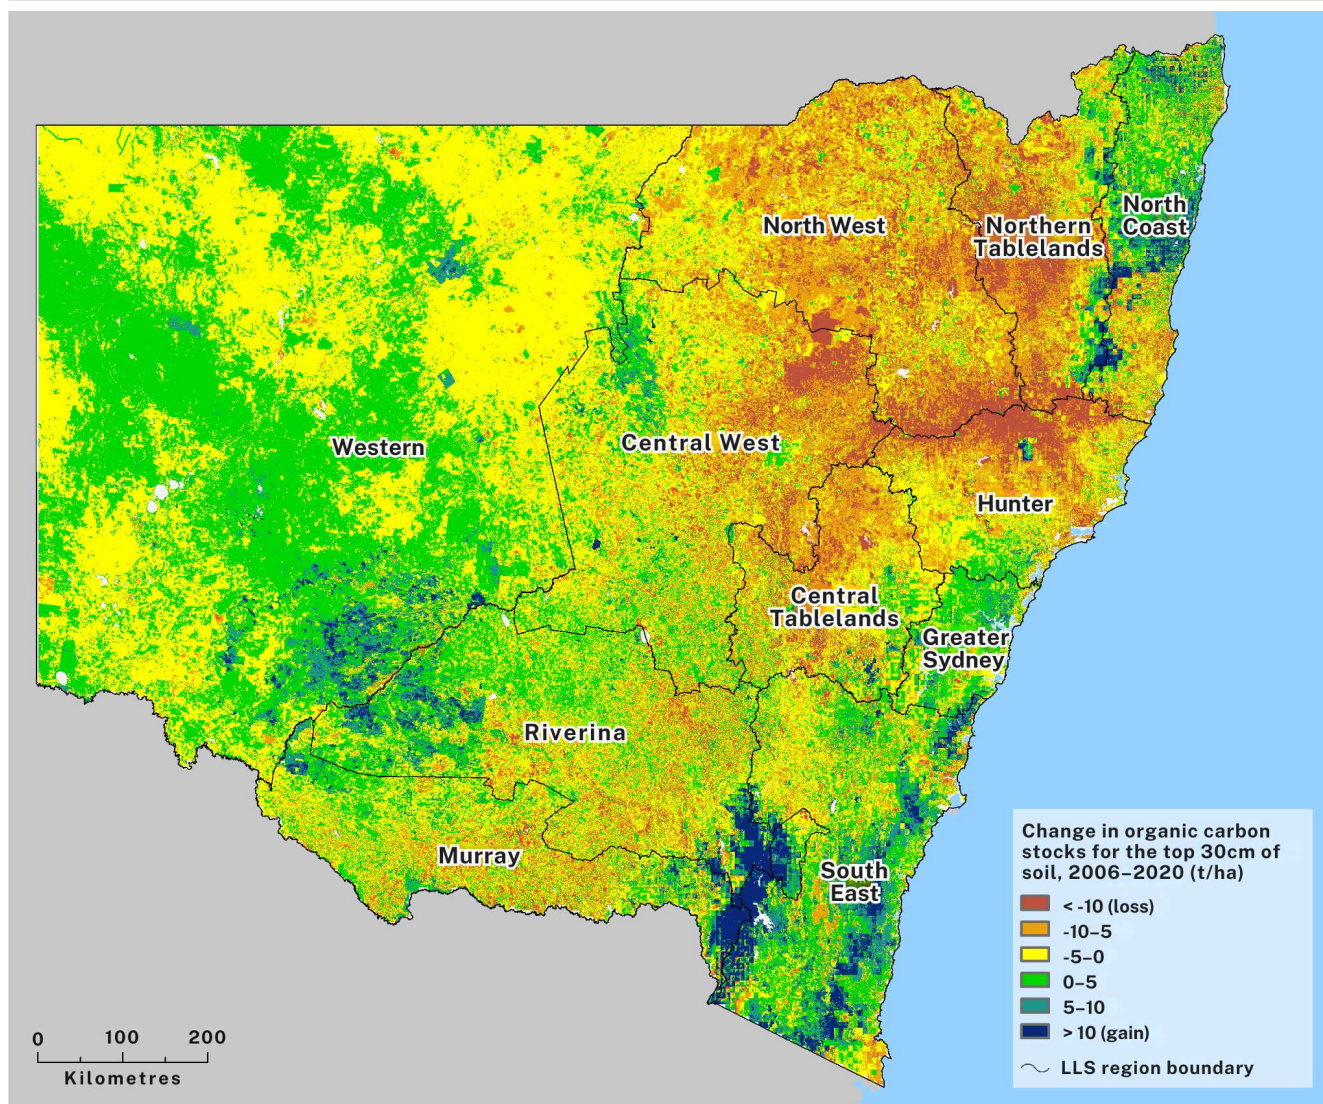 North West
Northern
Tablelands
North
Coast
Western
Central West
Hunter
Central
Tablelands
Greater
Sydney
Riverina
Murray
South
East
Change in organic carbon
stocks for the top 30cm of
soil, 2006–2020 (t/ha)
< -10 (loss)
-10–5
-5–0
0–5
5–10
> 10 (gain)
LLS region boundary
0 100 200
Kilometres